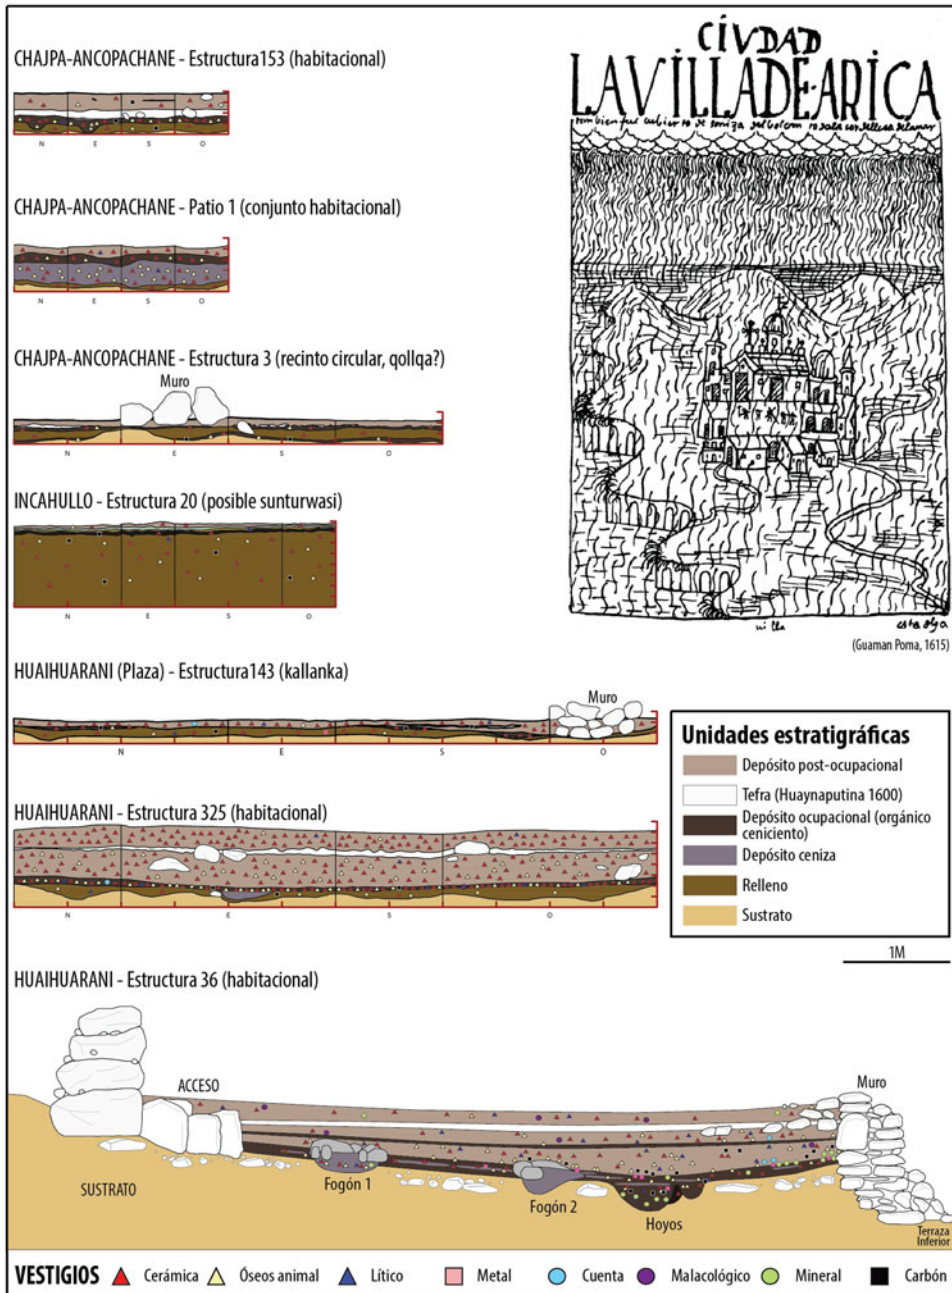 CHAJPA-ANCOPACHANE - Estructura153 (habitacional)
N E S O
CHAJPA-ANCOPACHANE - Patio 1 (conjunto habitacional)
N E S O
CHAJPA-ANCOPACHANE - Estructura 3 (recinto circular, qollqa?)
Muro
N E S O
INCAHULLO - Estructura 20 (posible sunturwasi)
N E S O
CIVDAD
LAVILLADE·ARICA
(Guaman Poma, 1615)
HUAIHUARANI (Plaza) - Estructura143 (kallanka)
Muro
N E S O
HUAIHUARANI - Estructura 325 (habitacional)
N E S O
Unidades estratigráficas
Depósito post-ocupacional
Tefra (Huaynaputina 1600)
Depósito ocupacional (orgánico
ceniciento)
Depósito ceniza
Relleno
Sustrato
1M
HUAIHUARANI - Estructura 36 (habitacional)
ACCESO
Muro
SUSTRATO
Fogón 1
Fogón 2
Hoyos
Terraza
Inferior
VESTIGIOS Cerámica Óseos animal Lítico Metal Cuenta Malacológico Mineral Carbón